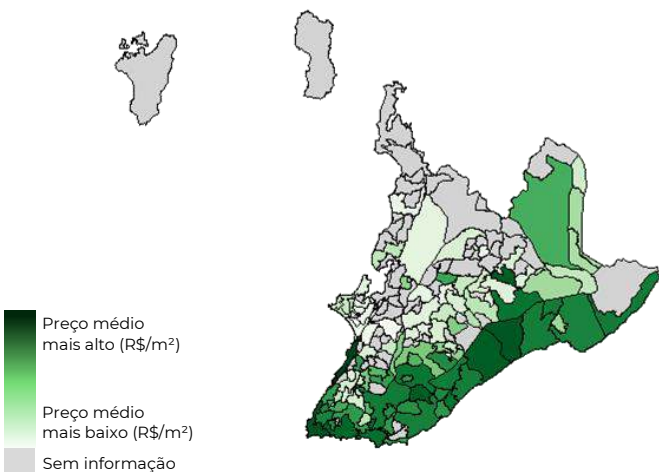 Preço médio
mais alto (R$/m²)
Preço médio
mais baixo (R$/m²)
Sem informação